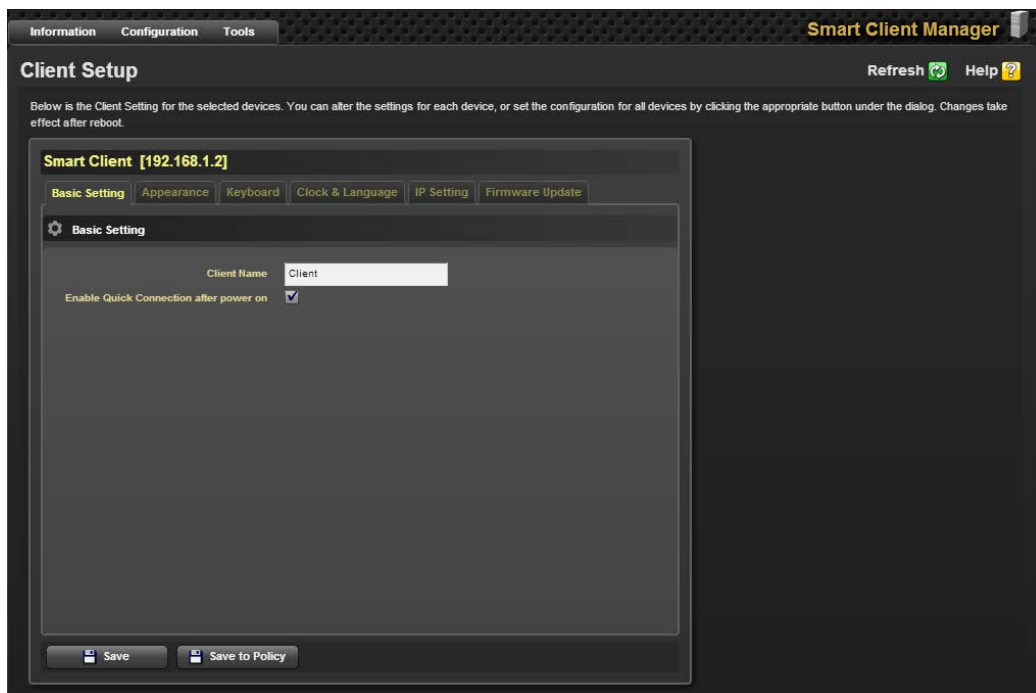 Information Configuration Tools
Smart Client Manager
Client Setup
Refresh Help ?
Below is the Client Setting for the selected devices. You can alter the settings for each device, or set the configuration for all devices by clicking the appropriate button under the dialog. Changes take
effect after reboot.
Smart Client [192.168.1.2]
Basic Setting Appearance Keyboard Clock & Language IP Setting Firmware Update
Basic Setting
Client Name Client
Enable Quick Connection after power on
Save Save to Policy